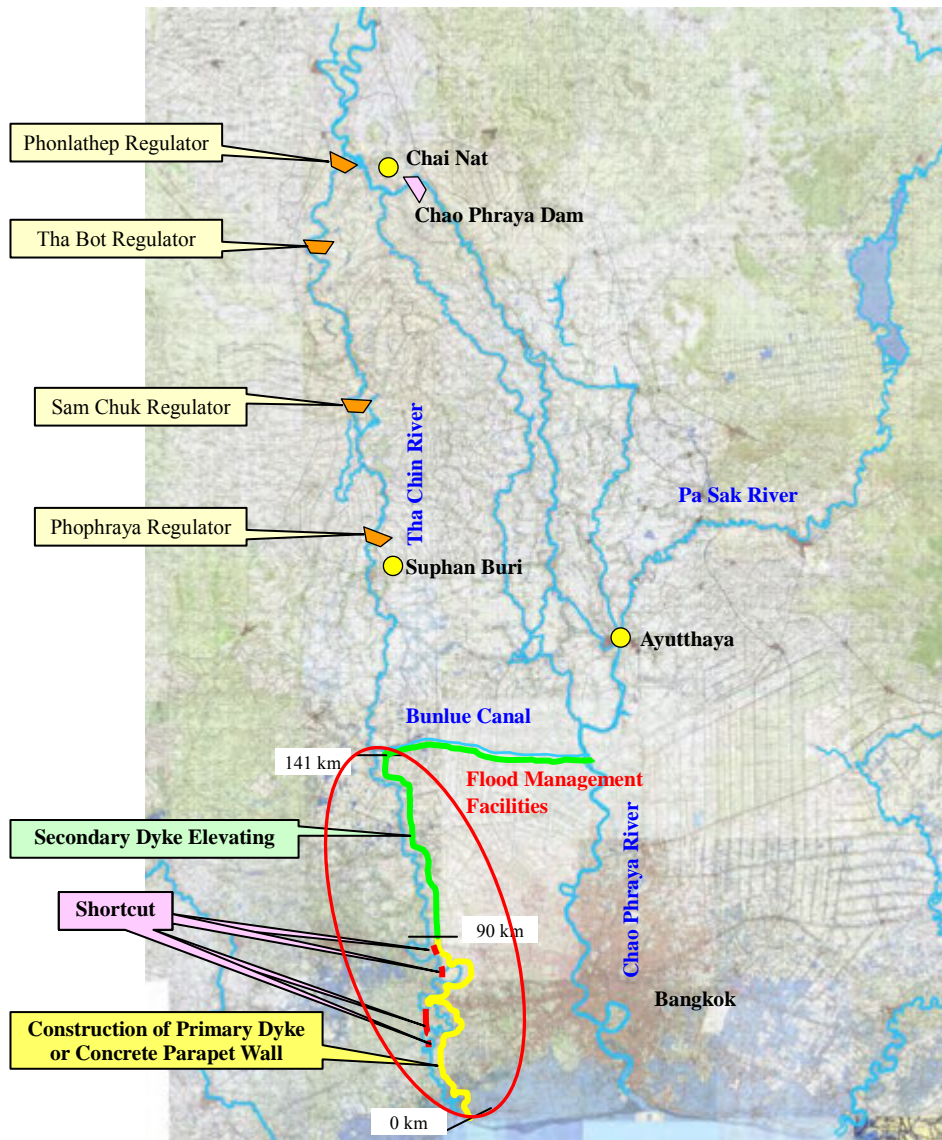 Phonlathep Regulator
Chai Nat
Chao Phraya Dam
Tha Bot Regulator
Sam Chuk Regulator
Tha Chin River
Pa Sak River
Phophraya Regulator
Suphan Buri
Ayutthaya
Bunlue Canal
141 km
Flood Management
Facilities
Secondary Dyke Elevating
Chao Phraya River
Shortcut
90 km
Bangkok
Construction of Primary Dyke
or Concrete Parapet Wall
0 km